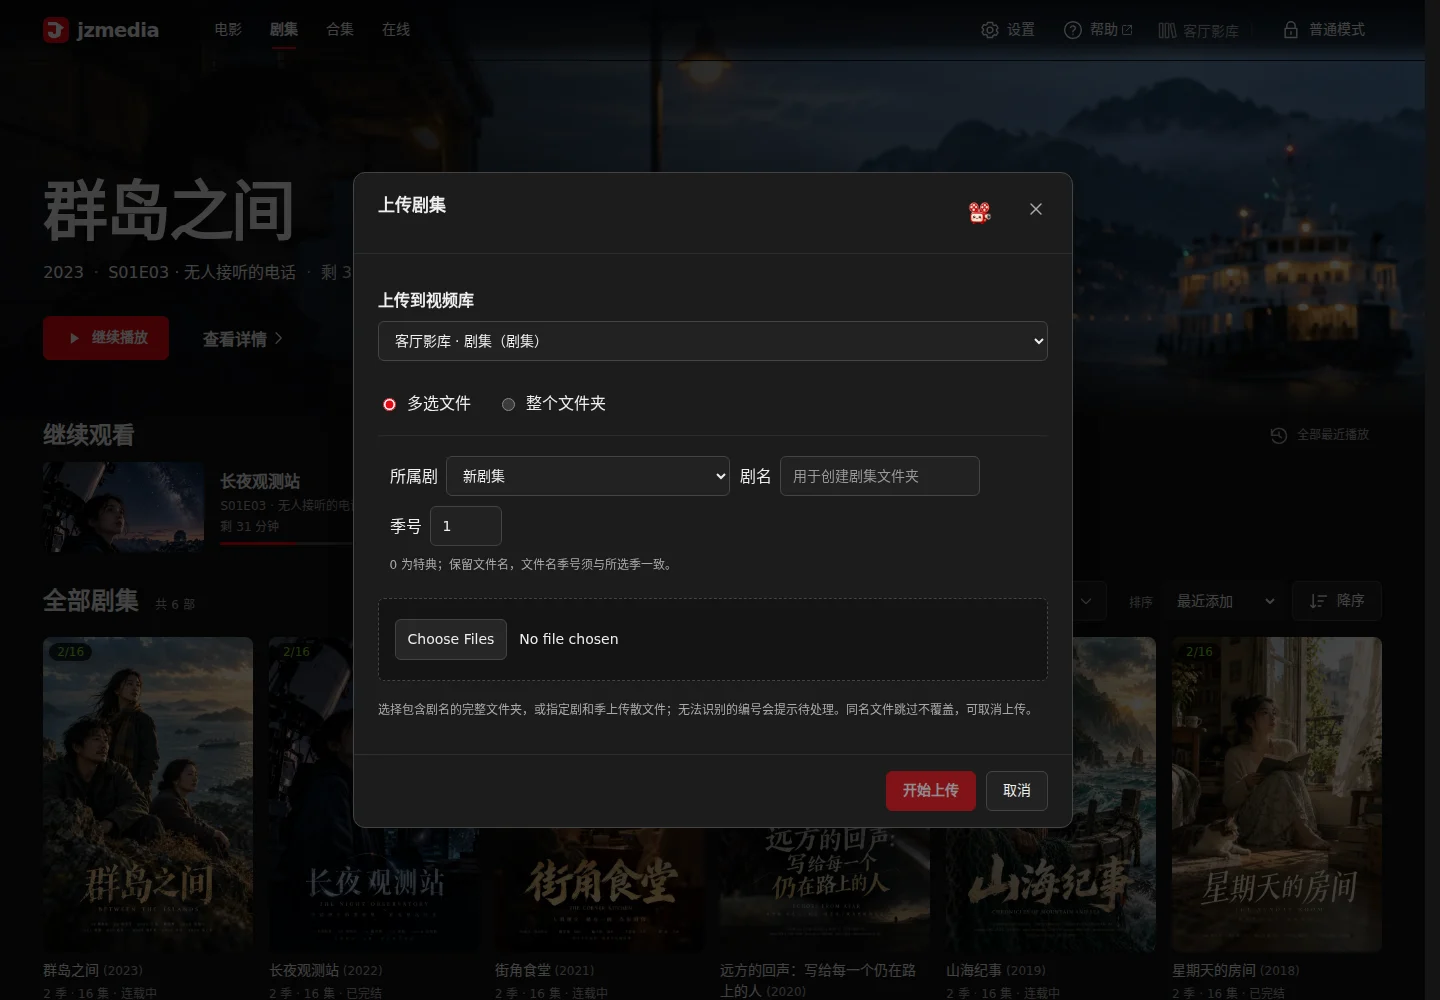 jzmedia 电影 剧集 合集 在线 设置 帮助 客厅影库 普通模式
群岛之间
2023 · S01E03 · 无人接听的电话 · 剩 3
继续播放 查看详情
上传剧集
上传到视频库
客厅影库 · 剧集（剧集）
多选文件 整个文件夹
所属剧 新剧集 剧名 用于创建剧集文件夹
季号 1
0 为特典；保留文件名，文件名季号须与所选季一致。
Choose Files No file chosen
选择包含剧名的完整文件夹，或指定剧和季上传散文件；无法识别的编号会提示待处理。同名文件跳过不覆盖，可取消上传。
开始上传 取消
继续观看 全部最近播放
长夜观测站
S01E03 · 无人接听的电
剩 31 分钟
全部剧集 共 6 部 排序 最近添加 降序
2/16 2/16 2/16
群岛之间
BETWEEN THE ISLANDS
长夜观测站
THE NIGHT OBSERVATORY
街角食堂
远方的回声:
写给每一个
仍在路上的人
山海纪事
星期天的房间
群岛之间 (2023)
2 季 · 16 集 · 连载中
长夜观测站 (2022)
2 季 · 16 集 · 已完结
街角食堂 (2021)
2 季 · 16 集 · 连载中
远方的回声：写给每一个仍在路
上的人 (2020)
山海纪事 (2019)
2 季 · 16 集 · 连载中
星期天的房间 (2018)
2 季 · 16 集 · 已完结